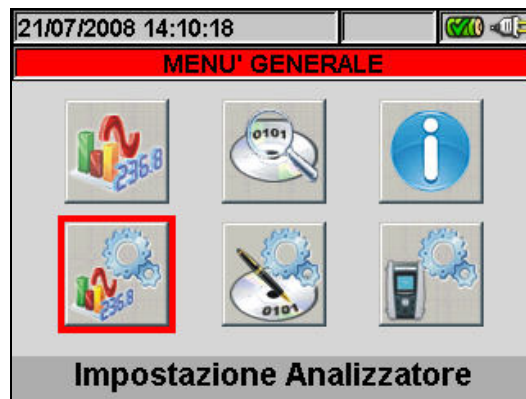 21/07/2008 14:10:18
MENU' GENERALE
236.8
0101
i
236.8
0101
Impostazione Analizzatore